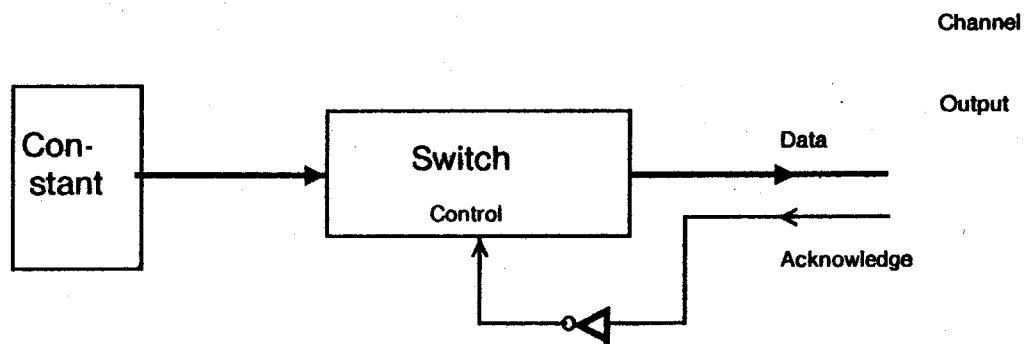 Channel
Output
Con-
stant
Switch
Control
Data
Acknowledge